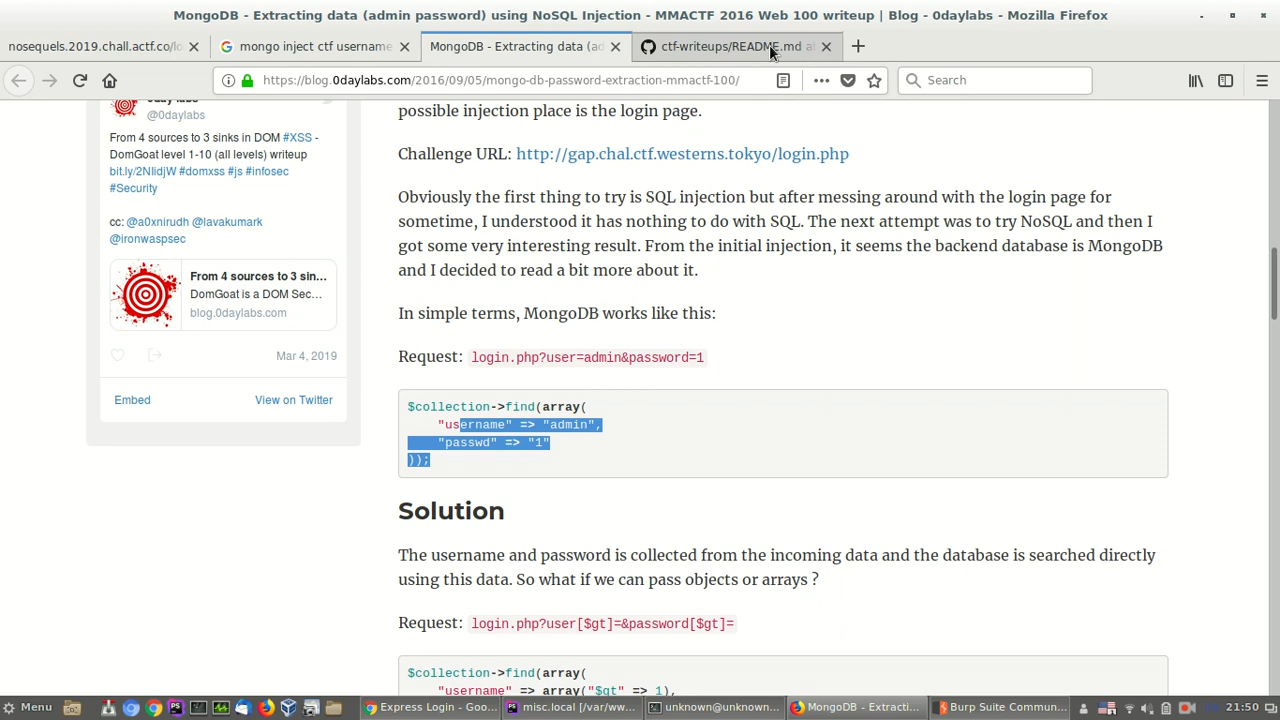 MongoDB - Extracting data (admin password) using NoSQL Injection - MMACTF 2016 Web 100 writeup | Blog - 0daylabs - Mozilla Firefox
nosequels.2019.chall.actf.co/lo
mongo inject ctf username
MongoDB - Extracting data (ad
ctf-writeups/README.md at
https://blog.0daylabs.com/2016/09/05/mongo-db-password-extraction-mmactf-100/
Search
@0daylabs
From 4 sources to 3 sinks in DOM #XSS -
DomGoat level 1-10 (all levels) writeup
bit.ly/2NlidjW #domxss #js #infosec
#Security
cc: @a0xnirudh @lavakumark
@ironwaspsec
From 4 sources to 3 sin...
DomGoat is a DOM Sec...
blog.0daylabs.com
Mar 4, 2019
Embed
View on Twitter
possible injection place is the login page.
Challenge URL: http://gap.chal.ctf.westerns.tokyo/login.php
Obviously the first thing to try is SQL injection but after messing around with the login page for
sometime, I understood it has nothing to do with SQL. The next attempt was to try NoSQL and then I
got some very interesting result. From the initial injection, it seems the backend database is MongoDB
and I decided to read a bit more about it.
In simple terms, MongoDB works like this:
Request: login.php?user=admin&password=1
$collection->find(array(
"username" => "admin",
"passwd" => "1"
));
Solution
The username and password is collected from the incoming data and the database is searched directly
using this data. So what if we can pass objects or arrays ?
Request: login.php?user[$gt]=&password[$gt]=
$collection->find(array(
"username" => array("$gt" => 1),
Menu
Express Login - Goo...
misc.local [/var/ww...
unknown@unknown...
MongoDB - Extracti...
Burp Suite Commun...
21:50